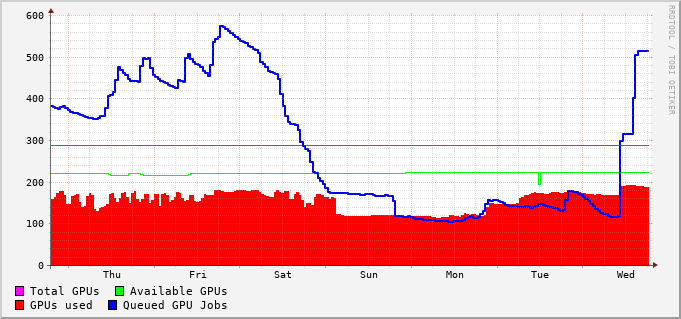 600
500
400
300
200
100
0
Thu Fri Sat Sun Mon Tue Wed
Total GPUs Available GPUs
GPUs used Queued GPU Jobs
RRDTOOL / TOBI OETIKER